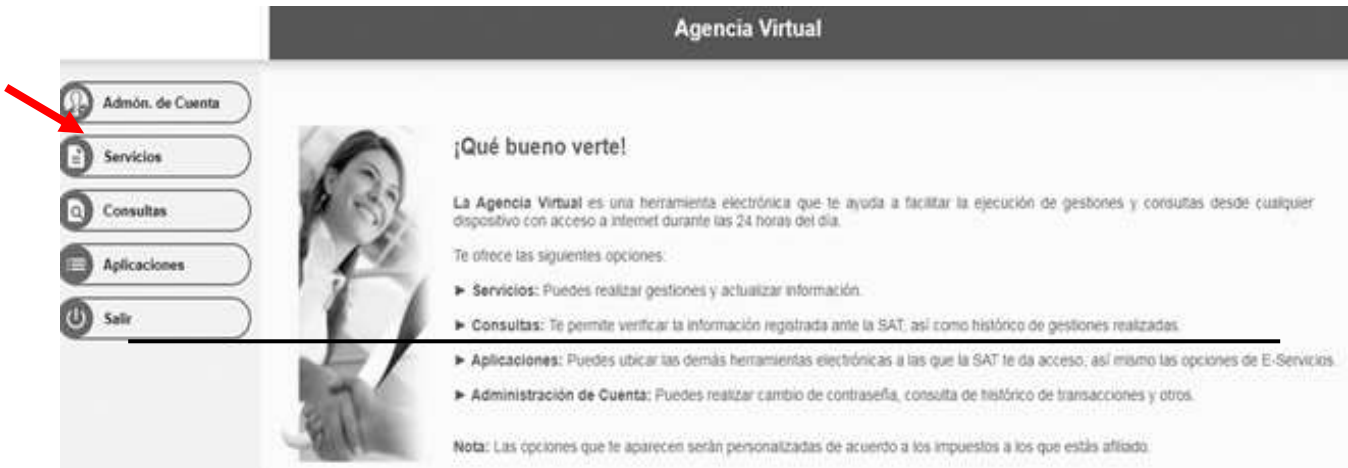 Agencia Virtual
Admón. de Cuenta
Servicios
Consultas
Aplicaciones
Salir
¡Qué bueno verte!
La Agencia Virtual es una herramienta electrónica que te ayuda a facilitar la ejecución de gestiones y consultas desde cualquier
dispositivo con acceso a internet durante las 24 horas del día.
Te ofrece las siguientes opciones:
► Servicios: Puedes realizar gestiones y actualizar información.
► Consultas: Te permite verificar la información registrada ante la SAT, así como histórico de gestiones realizadas.
► Aplicaciones: Puedes ubicar las demás herramientas electrónicas a las que la SAT te da acceso, así mismo las opciones de E-Servicios.
► Administración de Cuenta: Puedes realizar cambio de contraseña, consulta de histórico de transacciones y otros.
Nota: Las opciones que te aparecen serán personalizadas de acuerdo a los impuestos a los que estás afiliado.